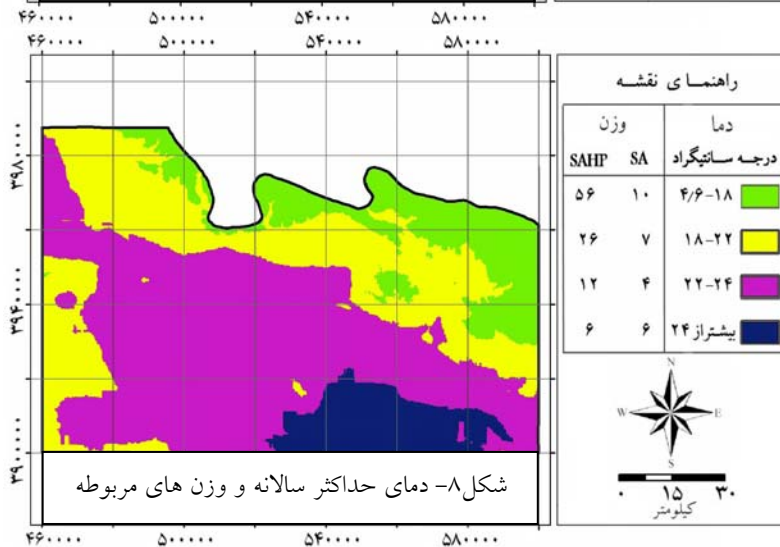 ۴۶۰۰۰۰ ۵۰۰۰۰۰ ۵۴۰۰۰۰ ۵۸۰۰۰۰
۴۶۰۰۰۰ ۵۰۰۰۰۰ ۵۴۰۰۰۰ ۵۸۰۰۰۰
راهنمای نقشه
دما وزن
درجه سانتیگراد SA SAHP
۴/۶-۱۸ ۱۰ ۵۶
۱۸-۲۲ ۷ ۲۶
۲۲-۲۴ ۴ ۱۲
بیشتراز ۲۴ ۶ ۶
۳۹۸۰۰۰۰
۳۹۴۰۰۰۰
۳۹۰۰۰۰۰
N
W E
S
۰ ۱۵ ۳۰
کیلومتر
شکل۸- دمای حداکثر سالانه و وزن های مربوطه
۴۶۰۰۰۰ ۵۰۰۰۰۰ ۵۴۰۰۰۰ ۵۸۰۰۰۰